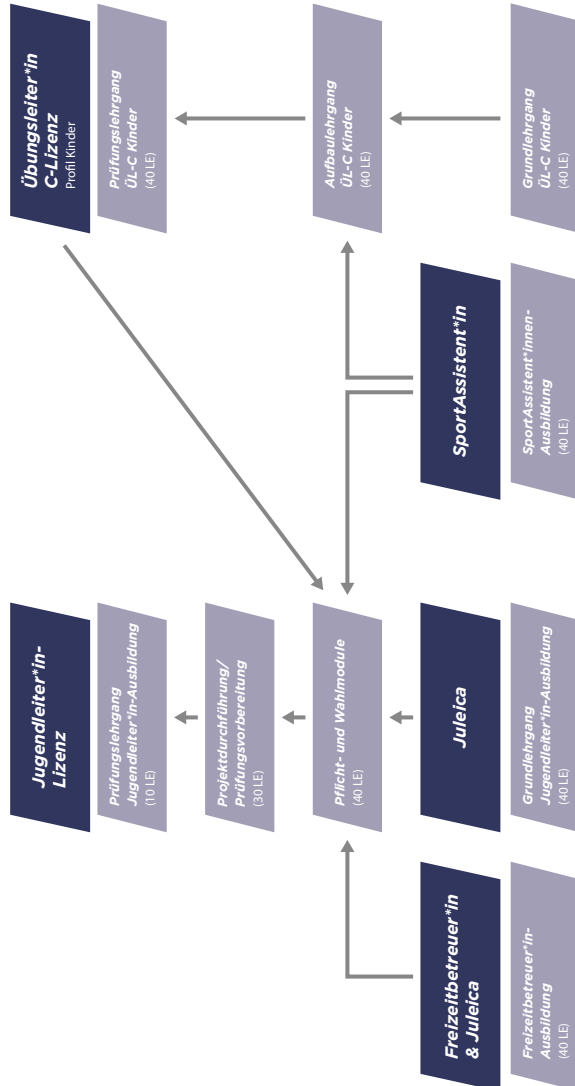 Jugendleiter*in-
Lizenz
Übungsleiter*in
C-Lizenz
Profil Kinder
Prüfungslehrgang
Jugendleiter*in-Ausbildung
(10 LE)
Prüfungslehrgang
ÜL-C Kinder
(40 LE)
Projektdurchführung/
Prüfungsvorbereitung
(30 LE)
Pflicht- und Wahlmodule
(40 LE)
Aufbaulehrgang
ÜL-C Kinder
(40 LE)
Freizeitbetreuer*in
& Juleica
Juleica
SportAssistent*in
Freizeitbetreuer*in-
Ausbildung
(40 LE)
Grundlehrgang
Jugendleiter*in-Ausbildung
(40 LE)
SportAssistent*innen-
Ausbildung
(40 LE)
Grundlehrgang
ÜL-C Kinder
(40 LE)